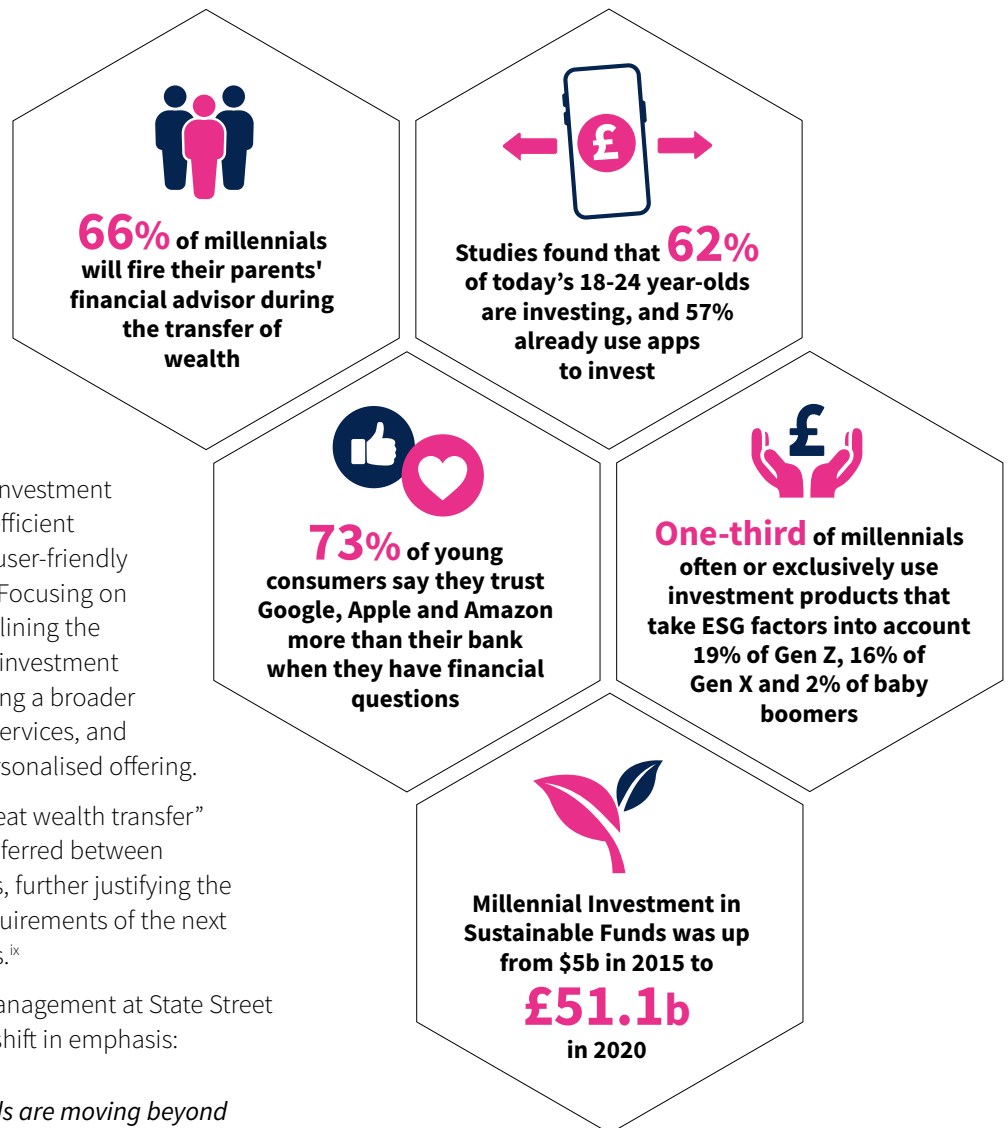 66% of millennials
will fire their parents'
financial advisor during
the transfer of
wealth
£
Studies found that 62%
of today's 18-24 year-olds
are investing, and 57%
already use apps
to invest
73% of young
consumers say they trust
Google, Apple and Amazon
more than their bank
when they have financial
questions
£
One-third of millennials
often or exclusively use
investment products that
take ESG factors into account
19% of Gen Z, 16% of
Gen X and 2% of baby
boomers
Millennial Investment in
Sustainable Funds was up
from $5b in 2015 to
£51.1b
in 2020
nvestment
efficient
user-friendly
Focusing on
lining the
investment
ng a broader
ervices, and
rsonalised offering.
eat wealth transfer”
ferred between
s, further justifying the
uirements of the next
s.ix
anagement at State Street
shift in emphasis:
ds are moving beyond